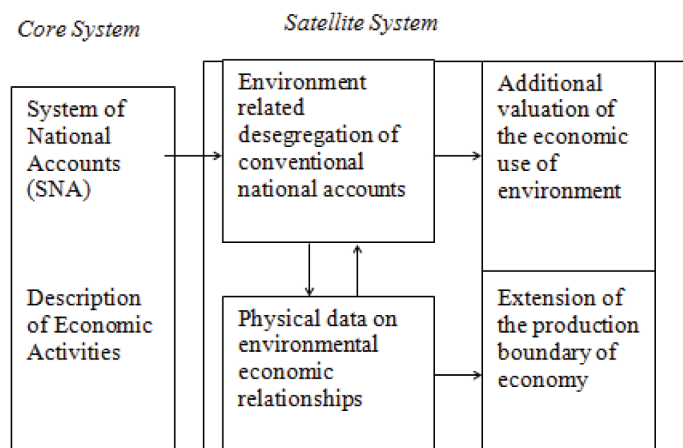 Core System
Satellite System
System of
National
Accounts
(SNA)
Description
of Economic
Activities
Environment
related
desegregation of
conventional
national accounts
Physical data on
environmental
economic
relationships
Additional
valuation of
the economic
use of
environment
Extension of
the production
boundary of
economy